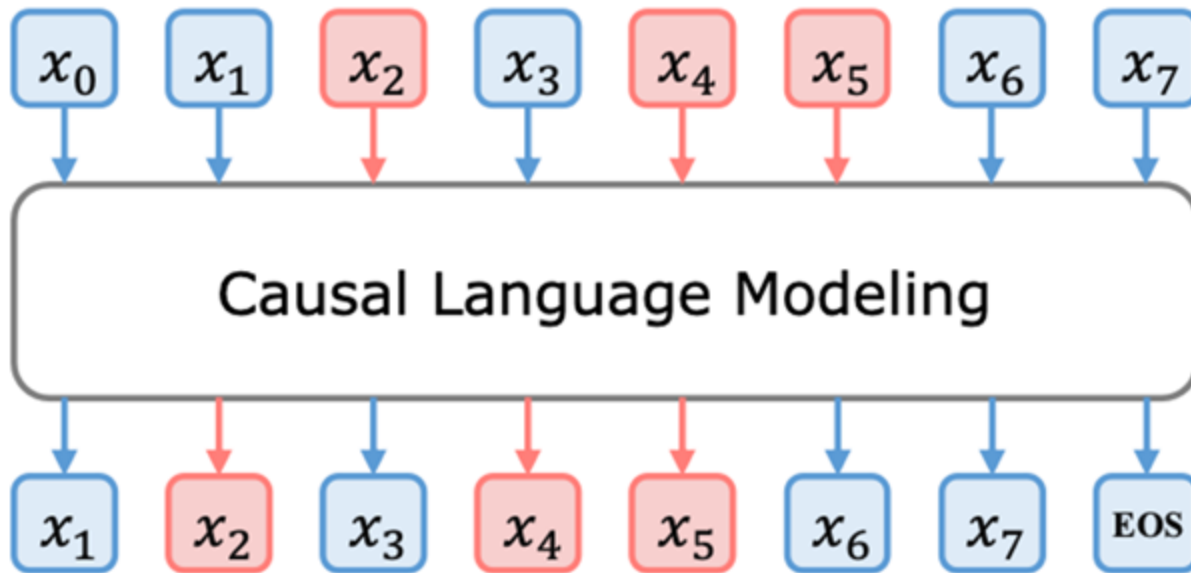 x₀ x₁ x₂ x₃ x₄ x₅ x₆ x₇
Causal Language Modeling
x₁ x₂ x₃ x₄ x₅ x₆ x₇ EOS